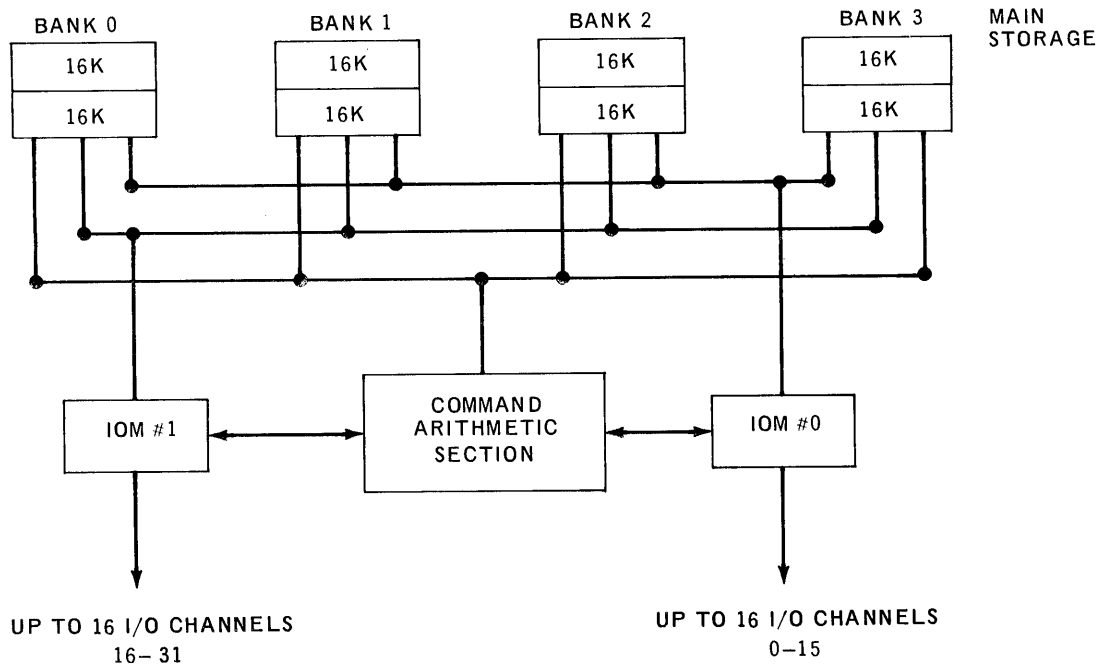 BANK 0
BANK 1
BANK 2
BANK 3
MAIN
STORAGE
16K
16K
16K
16K
16K
16K
16K
16K
IOM #1
COMMAND
ARITHMETIC
SECTION
IOM #0
UP TO 16 I/O CHANNELS
16–31
UP TO 16 I/O CHANNELS
0–15